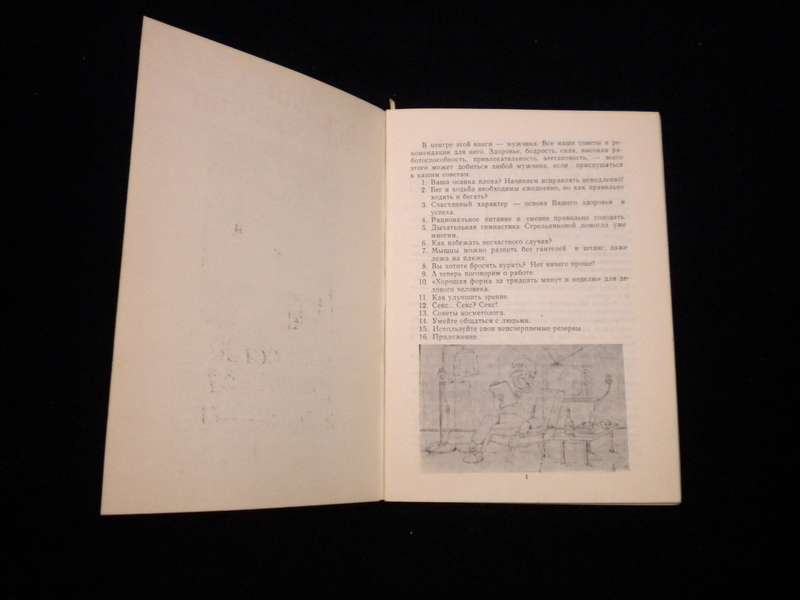 В центре этой книги — мужчина. Все наши советы и ре-
комендации для него. Здоровье, бодрость, сила, высокая ра-
ботоспособность, привлекательность, элегантность, — всего
этого может добиться любой мужчина, если прислушается
к нашим советам.
1. Ваша осанка плоха? Начинаем исправлять немедленно!
2. Бег и ходьба необходимы ежедневно, но как правильно
ходить и бегать?
3. Счастливый характер — основа Вашего здоровья и
успеха.
4. Рациональное питание и умение правильно голодать.
5. Дыхательная гимнастика Стрельниковой помогла уже
многим.
6. Как избежать несчастного случая?
7. Мышцы можно развить без гантелей и штанг, даже
лежа на пляже.
8. Вы хотите бросить курить? Нет ничего проще!
9. А теперь поговорим о работе.
10. «Хорошая форма за тридцать минут в неделю» для де-
лового человека.
11. Как улучшить зрение.
12. Секс... Секс? Секс!
13. Советы косметолога.
14. Умейте общаться с людьми.
15. Используйте свои неисчерпаемые резервы.
16. Приложение.